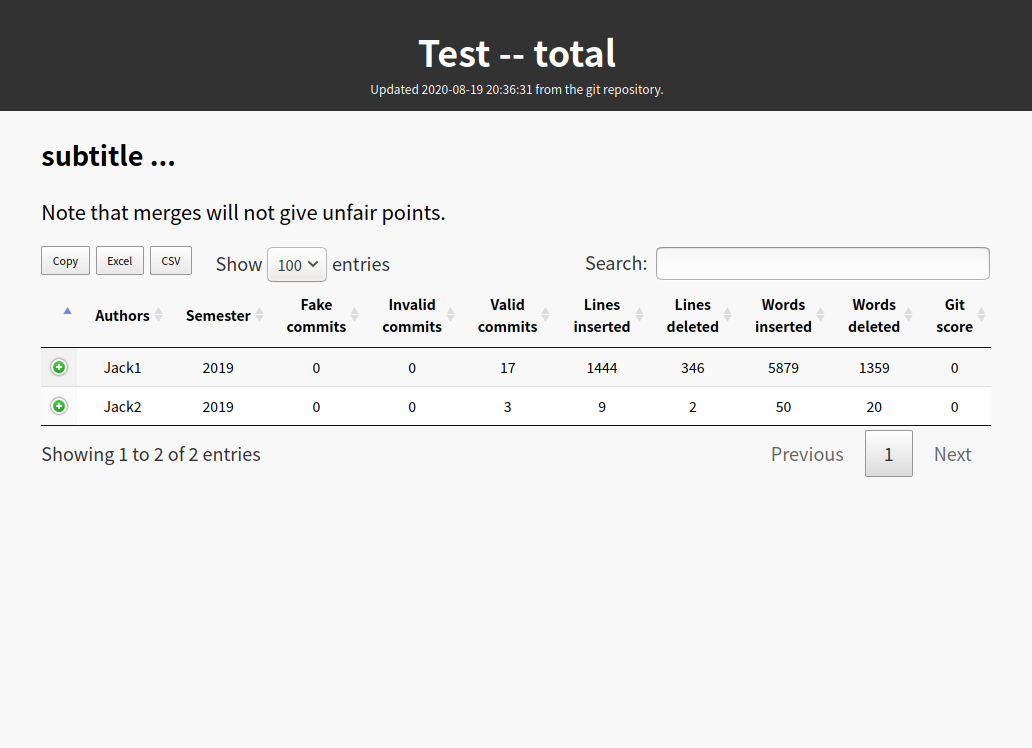 Test -- total
Updated 2020-08-19 20:36:31 from the git repository.
subtitle ...
Note that merges will not give unfair points.
Copy Excel CSV Show 100 entries Search:
Authors Semester Fake commits Invalid commits Valid commits Lines inserted Lines deleted Words inserted Words deleted Git score
Jack1 2019 0 0 17 1444 346 5879 1359 0
Jack2 2019 0 0 3 9 2 50 20 0
Showing 1 to 2 of 2 entries Previous 1 Next